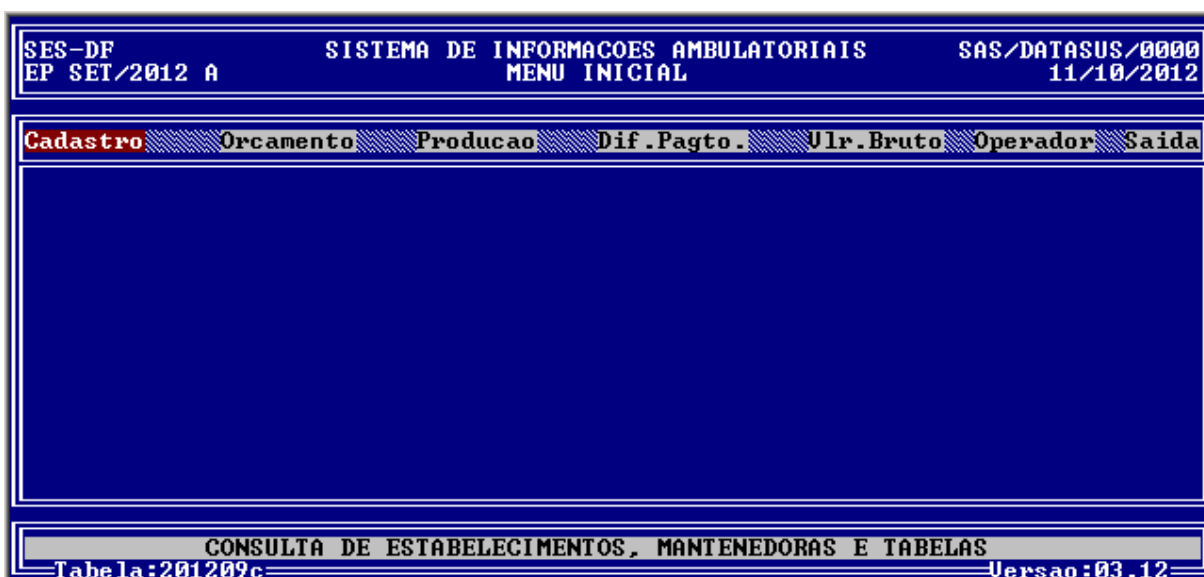 SES-DF SISTEMA DE INFORMACOES AMBULATORIAIS SAS/DATASUS/0000
EP SET/2012 A MENU INICIAL 11/10/2012
Cadastro Orcamento Producao Dif.Pagto. Vlr.Bruto Operador Saida
CONSULTA DE ESTABELECIMENTOS, MANTENEDORAS E TABELAS
Tabela:201209c Versao:03.12